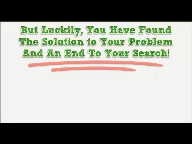 But Luckily, You Have Found
The Solution to Your Problem
And An End To Your Search!